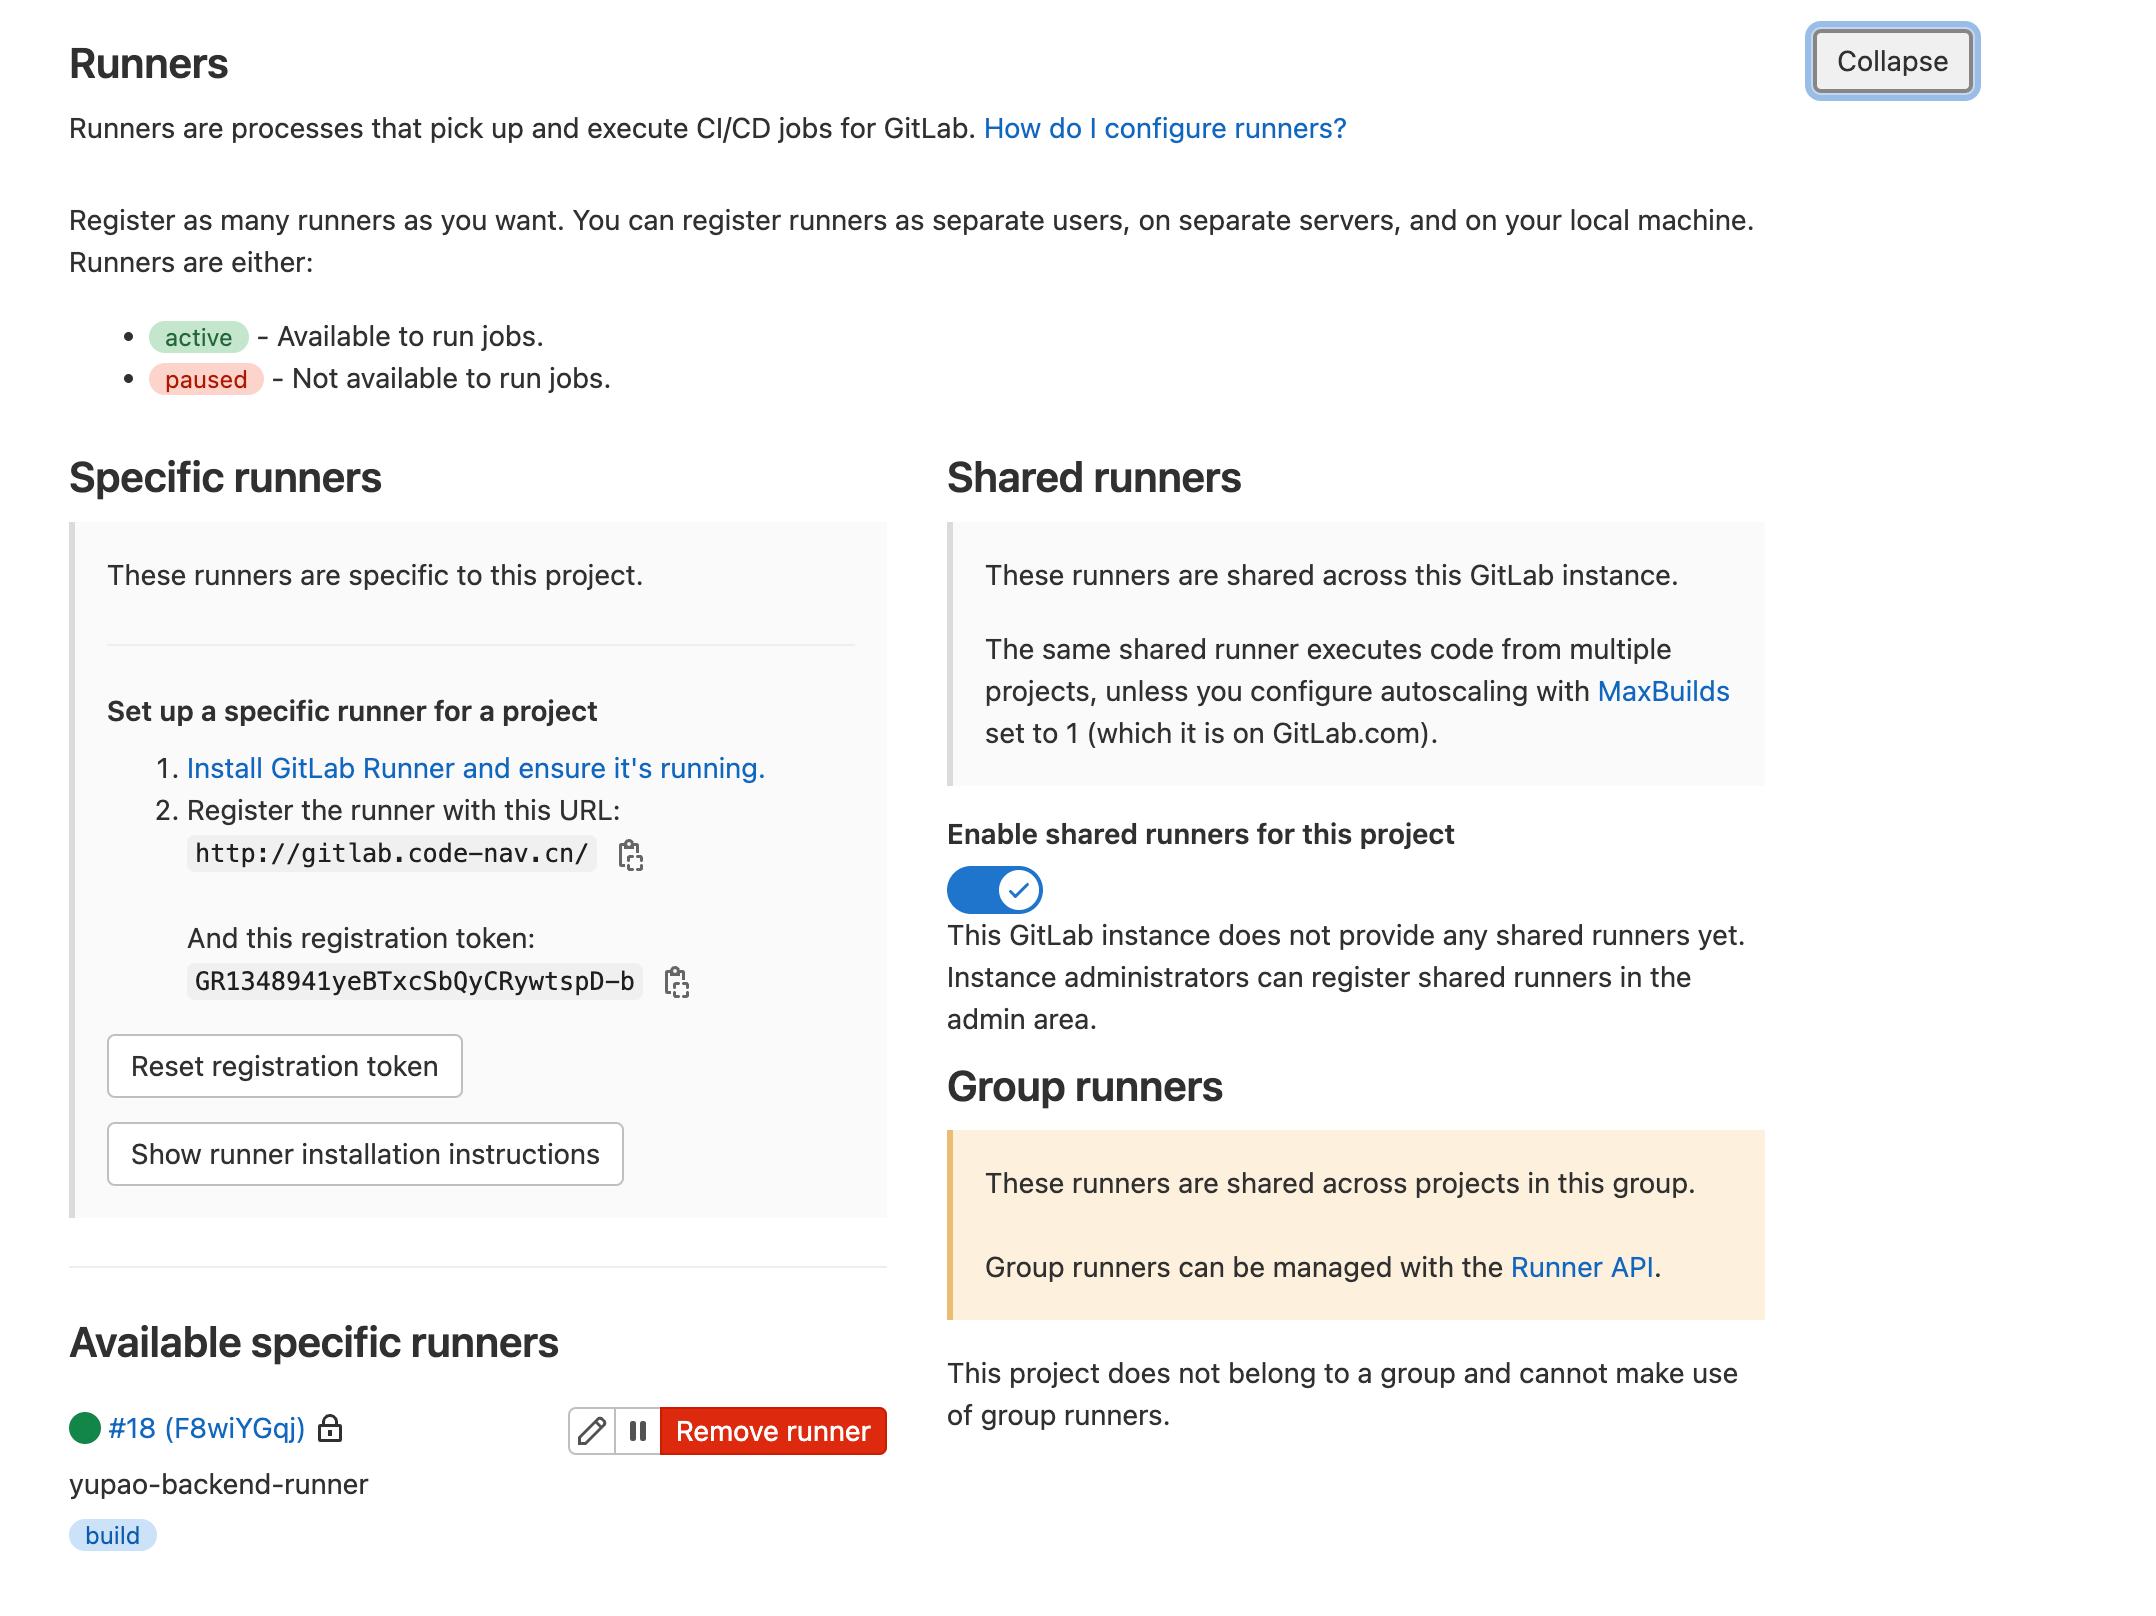 Runners
Collapse
Runners are processes that pick up and execute CI/CD jobs for GitLab. How do I configure runners?
Register as many runners as you want. You can register runners as separate users, on separate servers, and on your local machine.
Runners are either:
• active - Available to run jobs.
• paused - Not available to run jobs.
Specific runners
These runners are specific to this project.
Set up a specific runner for a project
1. Install GitLab Runner and ensure it's running.
2. Register the runner with this URL:
http://gitlab.code-nav.cn/
And this registration token:
GR1348941yeBTxcSbQyCRywtspD-b
Reset registration token
Show runner installation instructions
Available specific runners
#18 (F8wiYGqj)
Remove runner
yupao-backend-runner
build
Shared runners
These runners are shared across this GitLab instance.
The same shared runner executes code from multiple
projects, unless you configure autoscaling with MaxBuilds
set to 1 (which it is on GitLab.com).
Enable shared runners for this project
This GitLab instance does not provide any shared runners yet.
Instance administrators can register shared runners in the
admin area.
Group runners
These runners are shared across projects in this group.
Group runners can be managed with the Runner API.
This project does not belong to a group and cannot make use
of group runners.